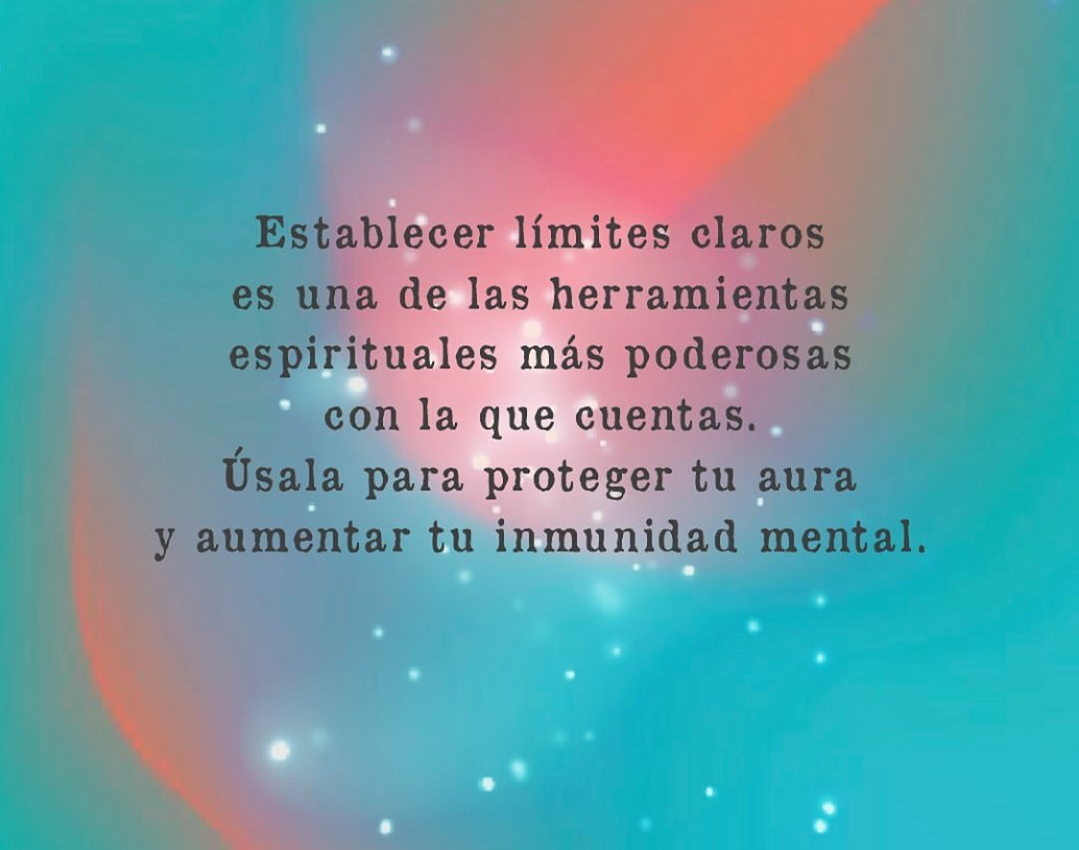 Establecer límites claros
es una de las herramientas
espirituales más poderosas
con la que cuentas.
Úsala para proteger tu aura
y aumentar tu inmunidad mental.